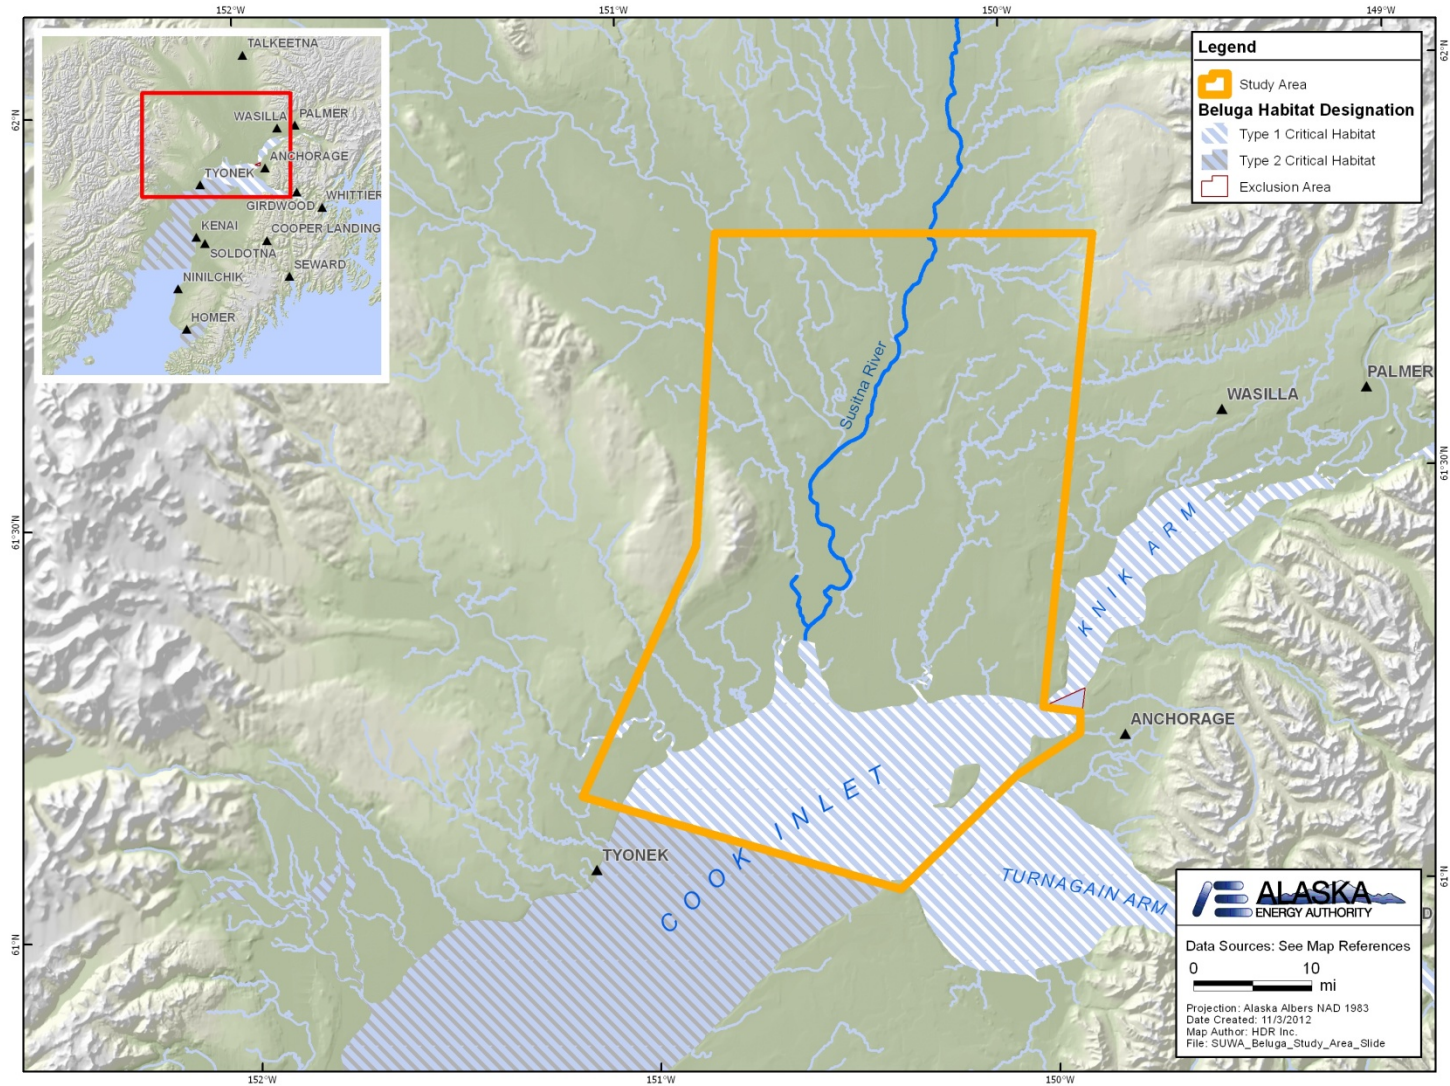 152°W
151°W
150°W
149°W
62°N
62°N
TALKEETNA
WASILLA
PALMER
ANCHORAGE
TYONEK
WHITTIER
GIRDWOOD
KENAI
COOPER LANDING
SOLDOTNA
SEWARD
NINILCHIK
HOMER
Legend
Study Area
Beluga Habitat Designation
Type 1 Critical Habitat
Type 2 Critical Habitat
Exclusion Area
Susitna River
PALMER
WASILLA
61°30'N
61°30'N
KNIK ARM
ANCHORAGE
COOK INLET
TYONEK
TURNAGAIN ARM
61°N
61°N
D
ALASKA
ENERGY AUTHORITY
Data Sources: See Map References
0 10
mi
Projection: Alaska Albers NAD 1983
Date Created: 11/3/2012
Map Author: HDR Inc.
File: SUWA_Beluga_Study_Area_Slide
152°W
151°W
150°W